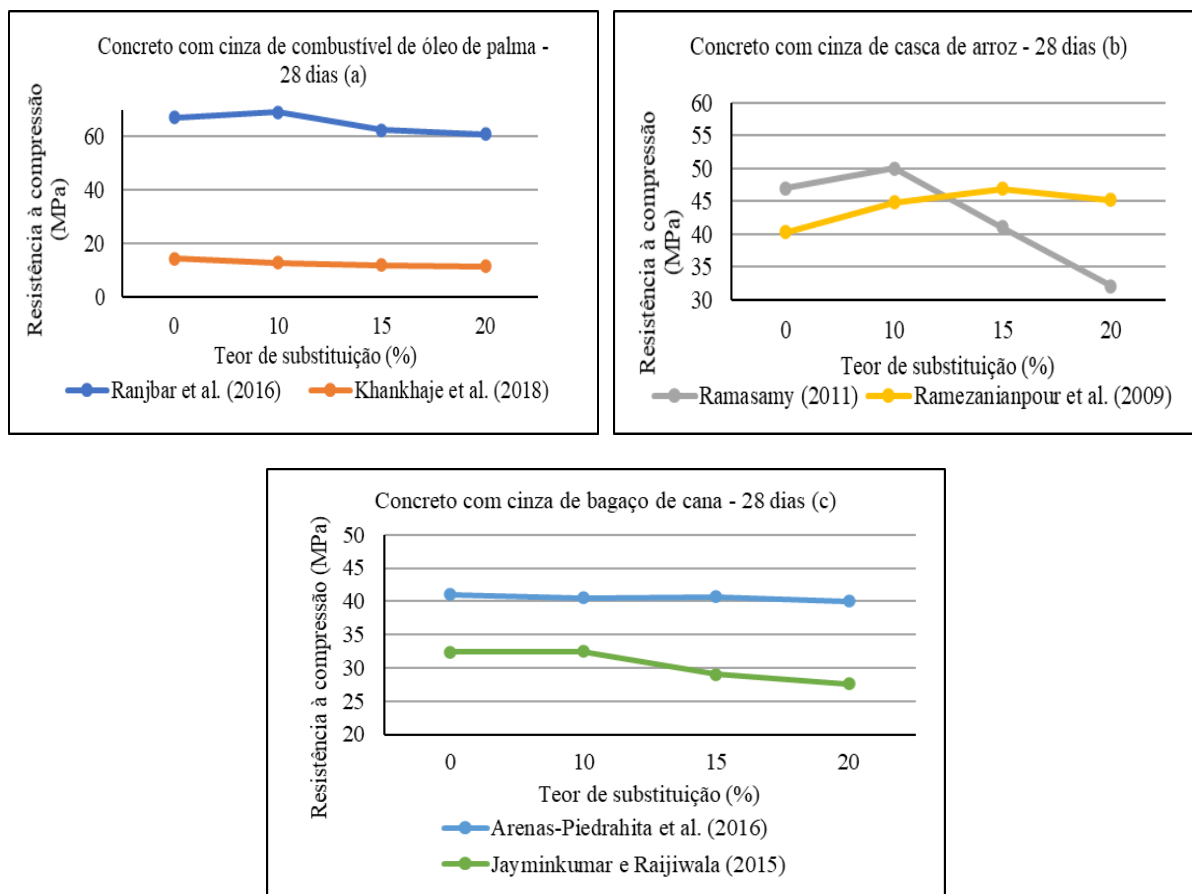 Concreto com cinza de combustível de óleo de palma -
28 dias (a)
Resistência à compressão
(MPa)
60
40
20
0
0 10 15 20
Teor de substituição (%)
Ranjbar et al. (2016) Khankhaje et al. (2018)
Concreto com cinza de casca de arroz - 28 dias (b)
Resistência à compressão
(MPa)
60
55
50
45
40
35
30
0 10 15 20
Teor de substituição (%)
Ramasamy (2011) Ramezanianpour et al. (2009)
Concreto com cinza de bagaço de cana - 28 dias (c)
Resistência à compressão (MPa)
50
45
40
35
30
25
20
0 10 15 20
Teor de substituição (%)
Arenas-Piedrahita et al. (2016)
Jayminkumar e Raijiwala (2015)